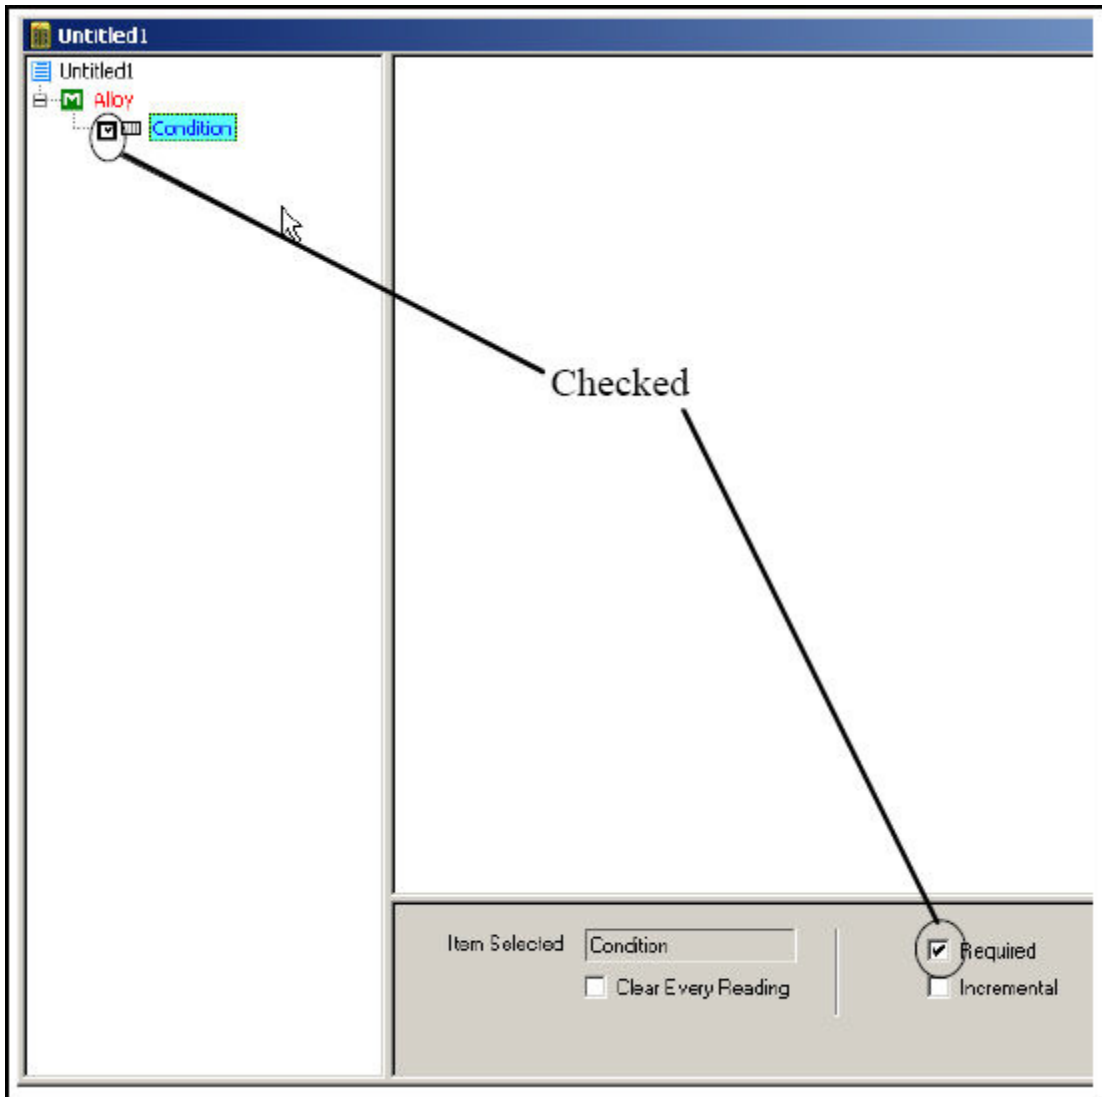 Untitled1
Untitled1
M Alloy
Condition
Checked
Item Selected Condition Required
Clear Every Reading Incremental